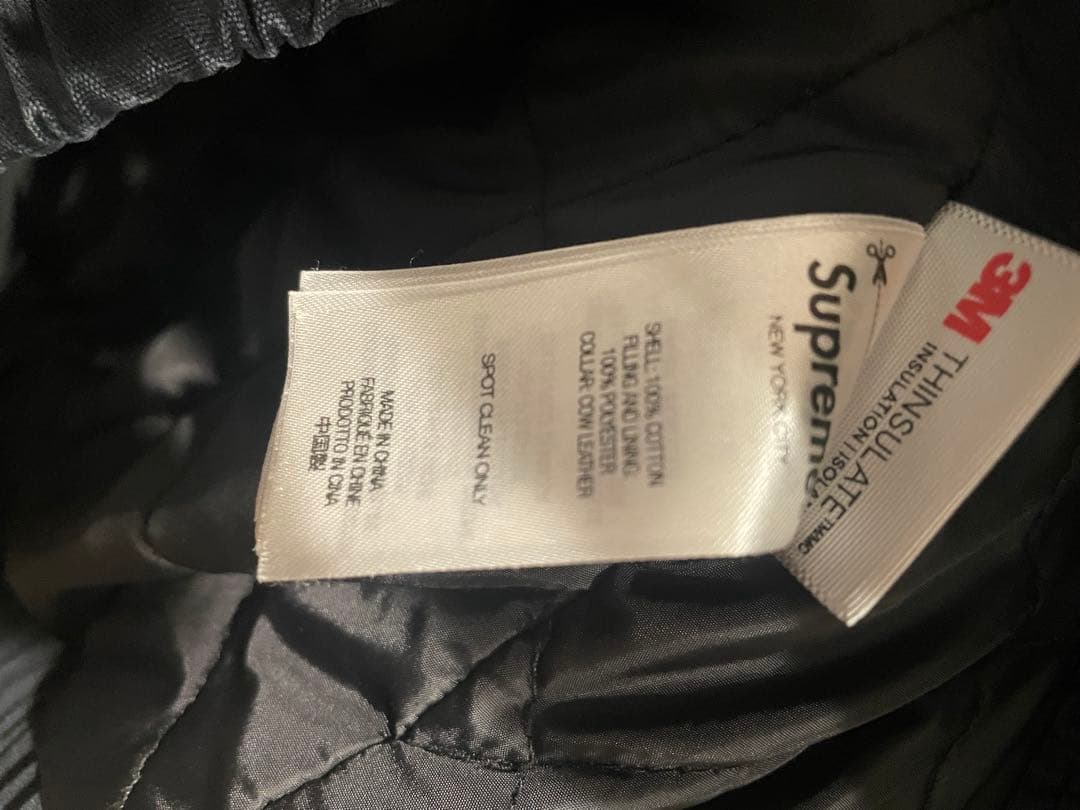 Supreme
NEW YORK CITY
SHELL: 100% COTTON
FILLING AND LINING:
100% POLYESTER
COLLAR: COW LEATHER
SPOT CLEAN ONLY
MADE IN CHINA
FABRIQUÉ EN CHINE
PRODOTTO IN CINA
中国製
3M THINSULATE
INSULATION | ISOL